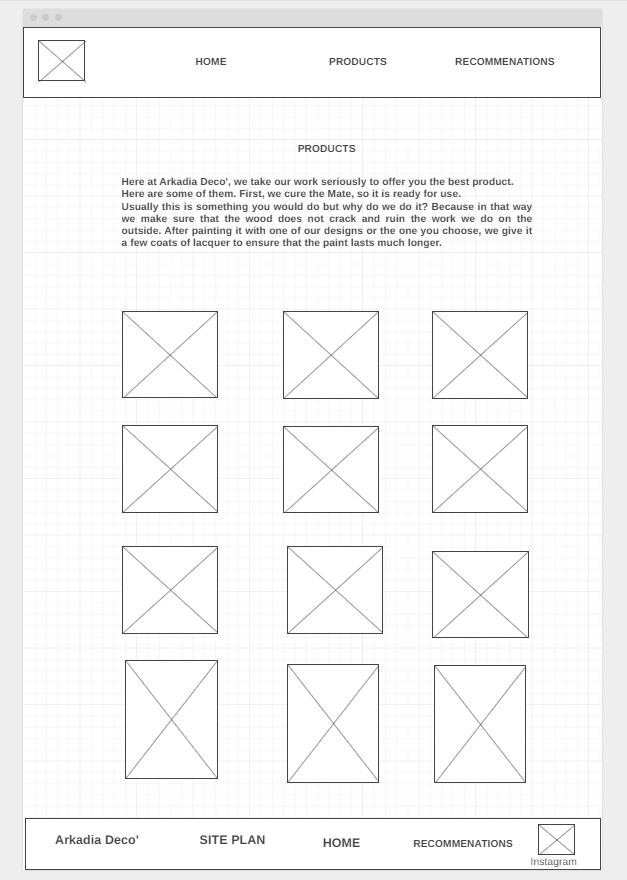 HOME PRODUCTS RECOMMENATIONS
PRODUCTS
Here at Arkadia Deco', we take our work seriously to offer you the best product.
Here are some of them. First, we cure the Mate, so it is ready for use.
Usually this is something you would do but why do we do it? Because in that way
we make sure that the wood does not crack and ruin the work we do on the
outside. After painting it with one of our designs or the one you choose, we give it
a few coats of lacquer to ensure that the paint lasts much longer.
Arkadia Deco' SITE PLAN HOME RECOMMENATIONS
Instagram